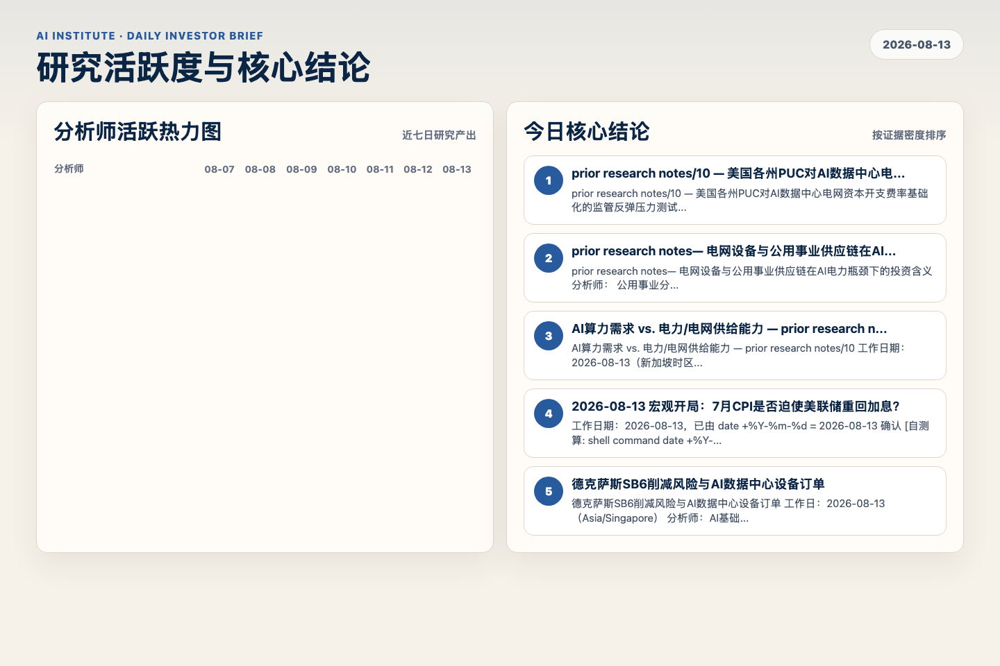 AI INSTITUTE · DAILY INVESTOR BRIEF
研究活跃度与核心结论
2026-08-13
分析师活跃热力图
近七日研究产出
分析师 08-07 08-08 08-09 08-10 08-11 08-12 08-13
今日核心结论
按证据密度排序
1
prior research notes/10 — 美国各州PUC对AI数据中心电...
prior research notes/10 — 美国各州PUC对AI数据中心电网资本开支费率基础
化的监管反弹压力测试...
2
prior research notes— 电网设备与公用事业供应链在AI...
prior research notes— 电网设备与公用事业供应链在AI电力瓶颈下的投资含义
分析师： 公用事业分...
3
AI算力需求 vs. 电力/电网供给能力 — prior research n...
AI算力需求 vs. 电力/电网供给能力 — prior research notes/10 工作日期：
2026-08-13（新加坡时区...
4
2026-08-13 宏观开局：7月CPI是否迫使美联储重回加息？
工作日期：2026-08-13，已由 date +%Y-%m-%d = 2026-08-13 确认 [自测
算: shell command date +%Y-...
5
德克萨斯SB6削减风险与AI数据中心设备订单
德克萨斯SB6削减风险与AI数据中心设备订单 工作日：2026-08-13
（Asia/Singapore） 分析师：AI基础...